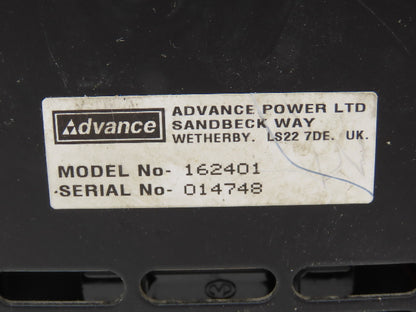 Advance
ADVANCE POWER LTD
SANDBECK WAY
WETHERBY. LS22 7DE. UK.
MODEL No- 162401
SERIAL No- 014748